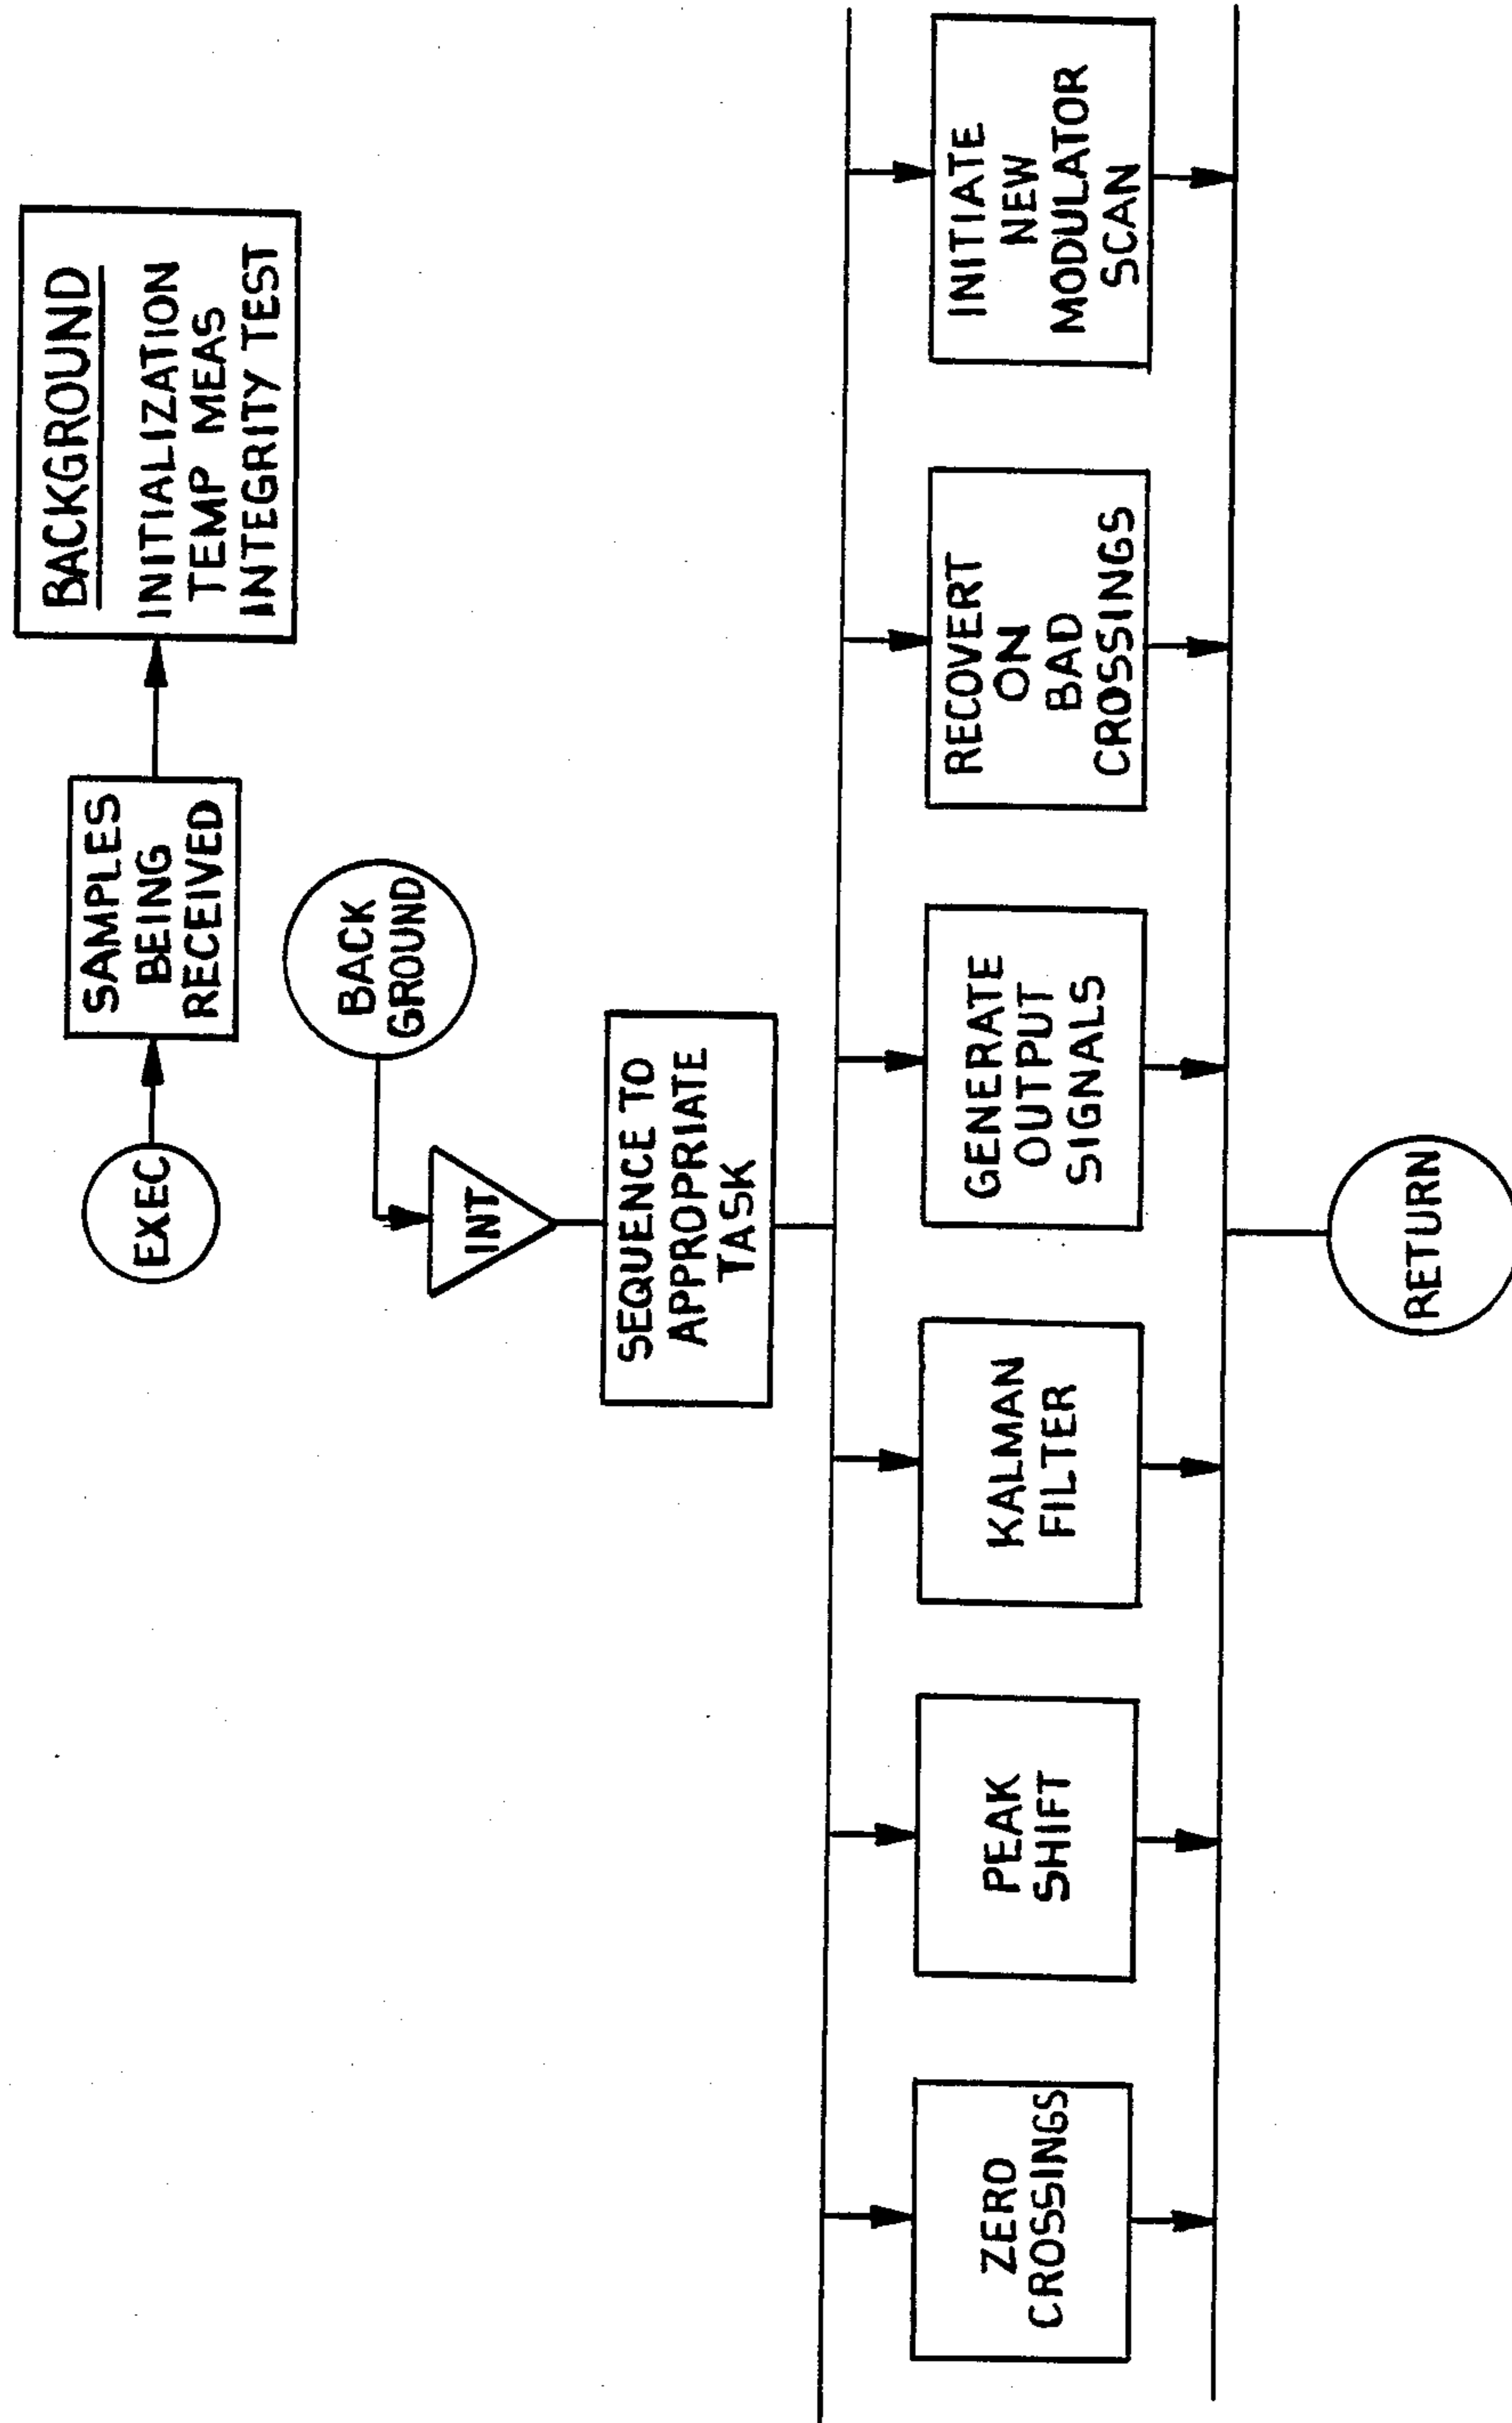 EXEC
SAMPLES
BEING
RECEIVED
BACKGROUND
INITIALIZATION
TEMP MEAS
INTEGRITY TEST
BACK
GROUND
INT
SEQUENCE TO
APPROPRIATE
TASK
ZERO
CROSSINGS
PEAK
SHIFT
KALMAN
FILTER
GENERATE
OUTPUT
SIGNALS
RECOVERT
ON
BAD
CROSSINGS
INITIATE
NEW
MODULATOR
SCAN
RETURN